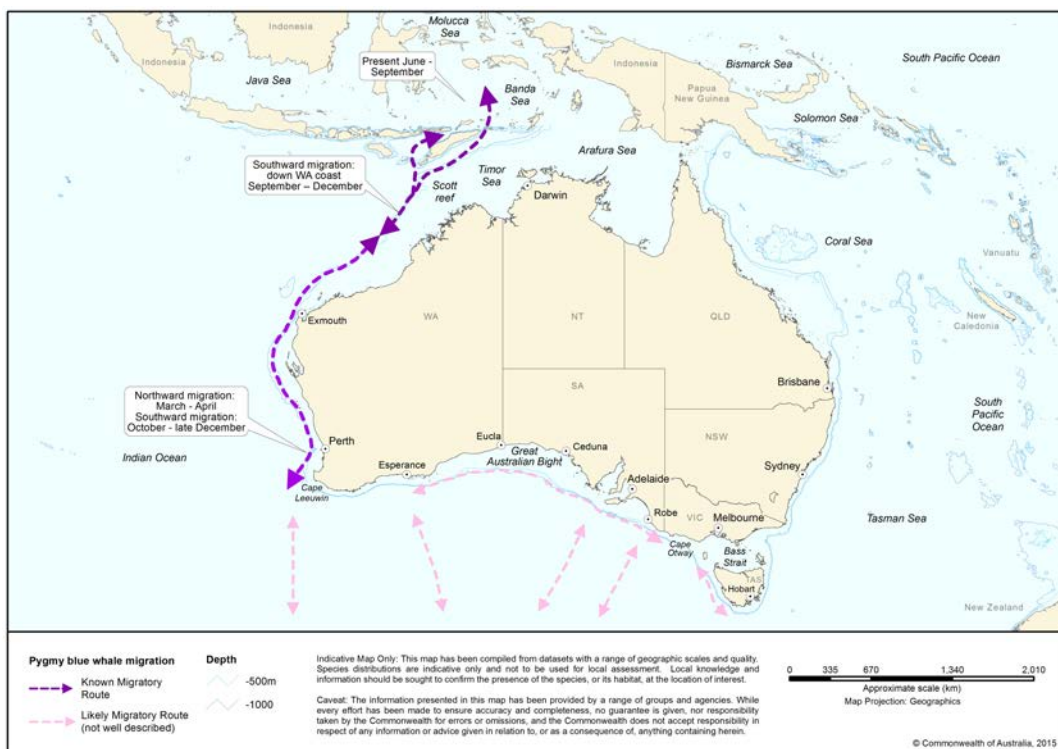 Indonesia
Molucca
Sea
Indonesia
Present June -
September
Java Sea
Banda
Sea
Indonesia
Papua
New Guinea
Bismarck Sea
South Pacific Ocean
Solomon Sea
Southward migration:
down WA coast
September – December
Arafura Sea
Timor
Sea
Scott
reef
Darwin
Coral Sea
Vanuatu
New
Caledonia
Exmouth
WA
NT
QLD
SA
Brisbane
Northward migration:
March - April
Southward migration:
October - late December
NSW
South
Pacific
Ocean
Indian Ocean
Perth
Eucla
Ceduna
Great
Australian Bight
Esperance
Sydney
Cape
Leeuwin
Adelaide
Robe
VIC
Melbourne
Tasman Sea
Cape
Otway
Bass
Strait
TAS
Hobart
New Zealand
Pygmy blue whale migration
Known Migratory
Route
Likely Migratory Route
(not well described)
Depth
-500m
-1000
Indicative Map Only: This map has been compiled from datasets with a range of geographic scales and quality.
Species distributions are indicative only and not to be used for local assessment. Local knowledge and
information should be sought to confirm the presence of the species, or its habitat, at the location of interest.
Caveat: The information presented in this map has been provided by a range of groups and agencies. While
every effort has been made to ensure accuracy and completeness, no guarantee is given, nor responsibility
taken by the Commonwealth for errors or omissions, and the Commonwealth does not accept responsibility in
respect of any information or advice given in relation to, or as a consequence of, anything containing herein.
0 335 670 1,340 2,010
Approximate scale (km)
Map Projection: Geographics
© Commonwealth of Australia, 2015